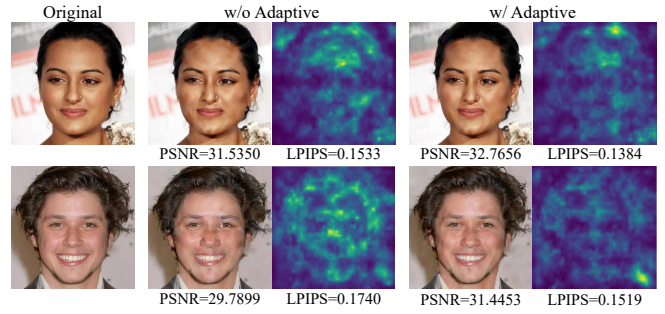 Original w/o Adaptive w/ Adaptive
ILM
PSNR=31.5350 LPIPS=0.1533 PSNR=32.7656 LPIPS=0.1384
PSNR=29.7899 LPIPS=0.1740 PSNR=31.4453 LPIPS=0.1519